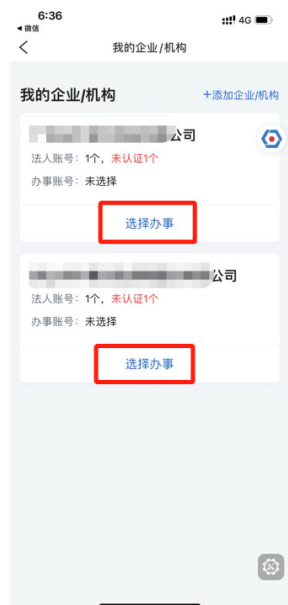 6:36
4G
◀ 微信
我的企业/机构
我的企业/机构
+添加企业/机构
公司
法人账号：1个，未认证1个
办事账号：未选择
选择办事
公司
法人账号：1个，未认证1个
办事账号：未选择
选择办事